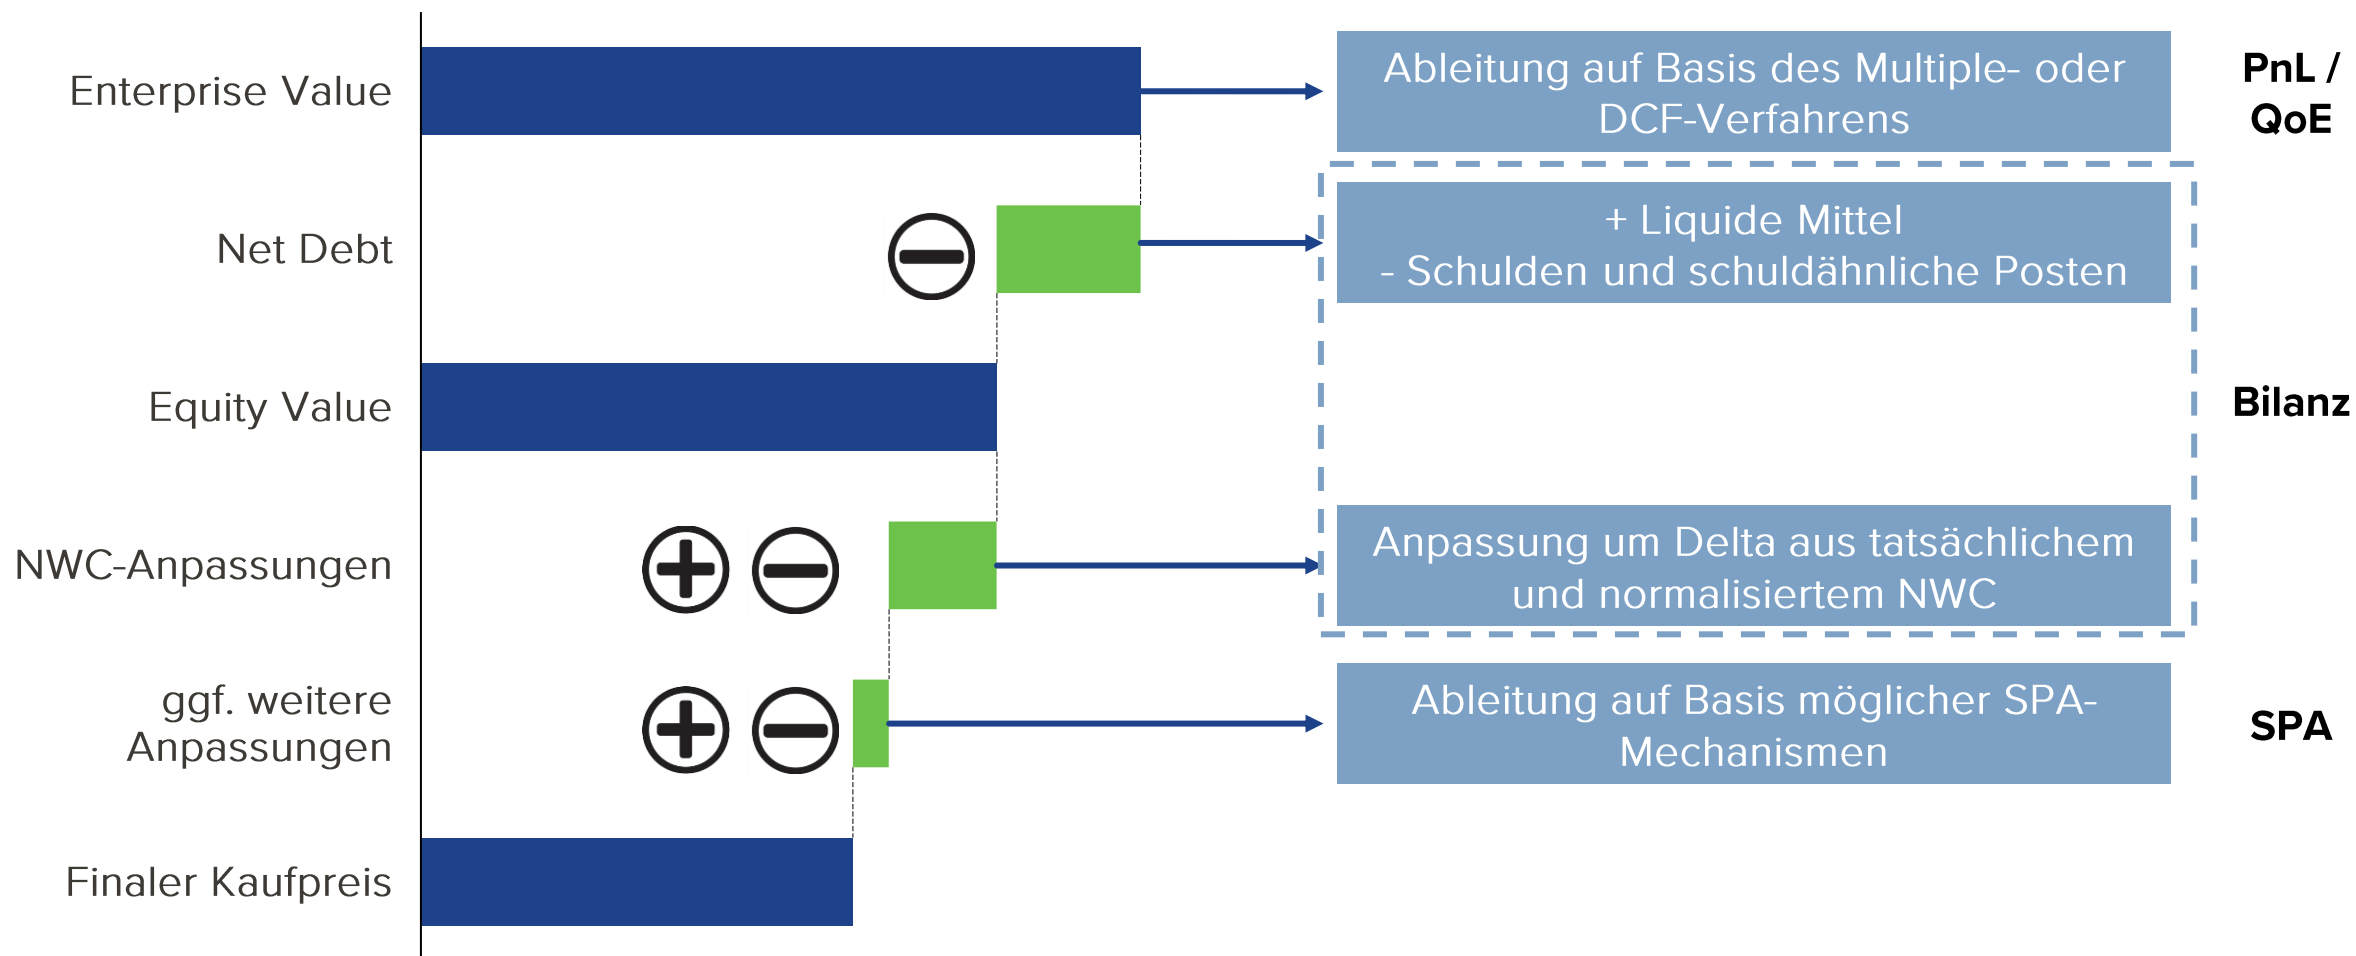 Enterprise Value
Ableitung auf Basis des Multiple- oder
DCF-Verfahrens
PnL /
QoE
Net Debt
+ Liquide Mittel
- Schulden und schuldähnliche Posten
Equity Value
Bilanz
NWC-Anpassungen
Anpassung um Delta aus tatsächlichem
und normalisiertem NWC
ggf. weitere
Anpassungen
Ableitung auf Basis möglicher SPA-
Mechanismen
SPA
Finaler Kaufpreis